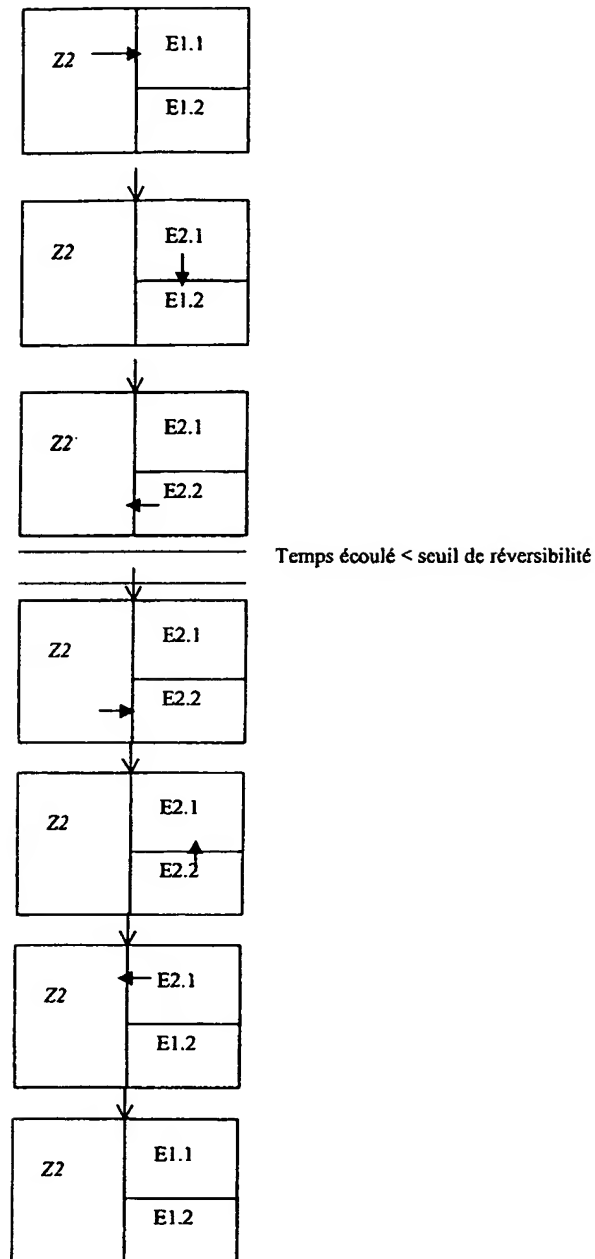 Z2
E1.1
E1.2
Z2
E2.1
E1.2
Z2
E2.1
E2.2
Temps écoulé < seuil de réversibilité
Z2
E2.1
E2.2
Z2
E2.1
E2.2
Z2
E2.1
E1.2
Z2
E1.1
E1.2